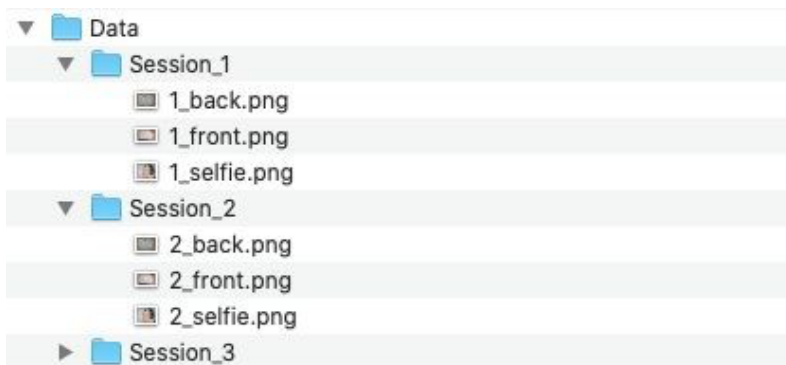 Data
Session_1
1_back.png
1_front.png
1_selfie.png
Session_2
2_back.png
2_front.png
2_selfie.png
Session_3